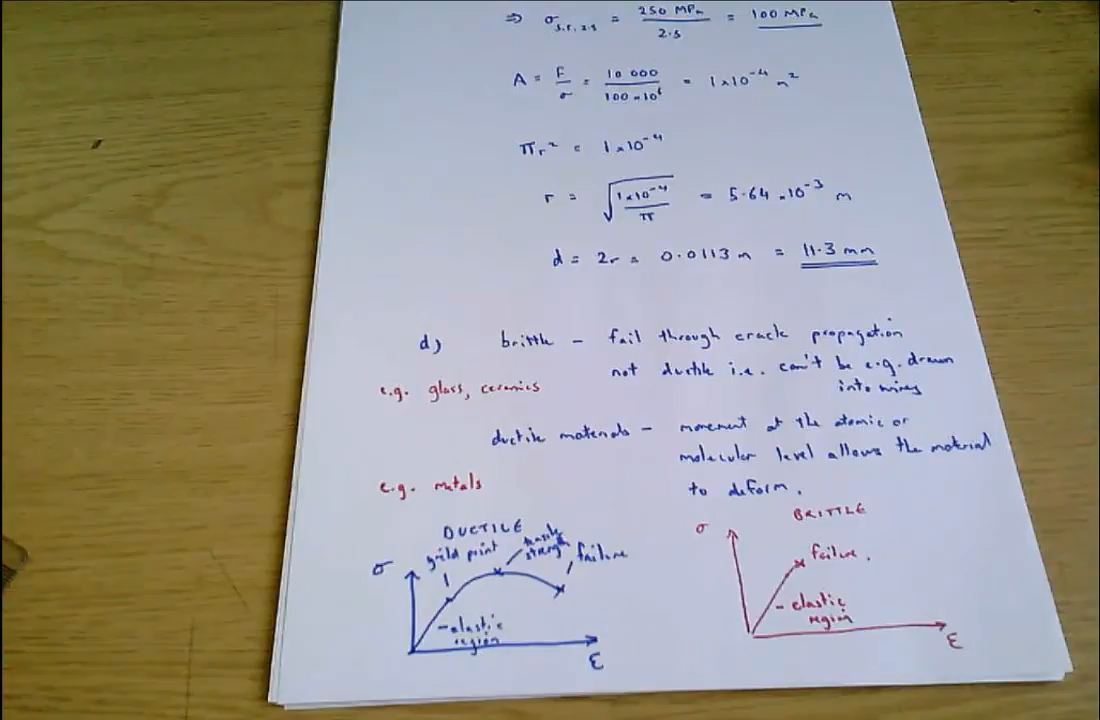 ⇒ σ S.F. 2.5 = 250 MPa / 2.5 = 100 MPa
A = F / σ = 10 000 / 100×10⁶ = 1×10⁻⁴ m²
πr² = 1×10⁻⁴
r = √(1×10⁻⁴ / π) = 5.64×10⁻³ m
d = 2r = 0.0113 m = 11.3 mm
d) brittle – fail through crack propagation
not ductile i.e. can't be e.g. drawn
into wires
e.g. glass, ceramics
ductile materials – movement at the atomic or
molecular level allows the material
to deform.
e.g. metals
DUCTILE
σ
yield point
tensile
strength
failure
– elastic
region
ε
BRITTLE
σ
failure.
– elastic
region
ε